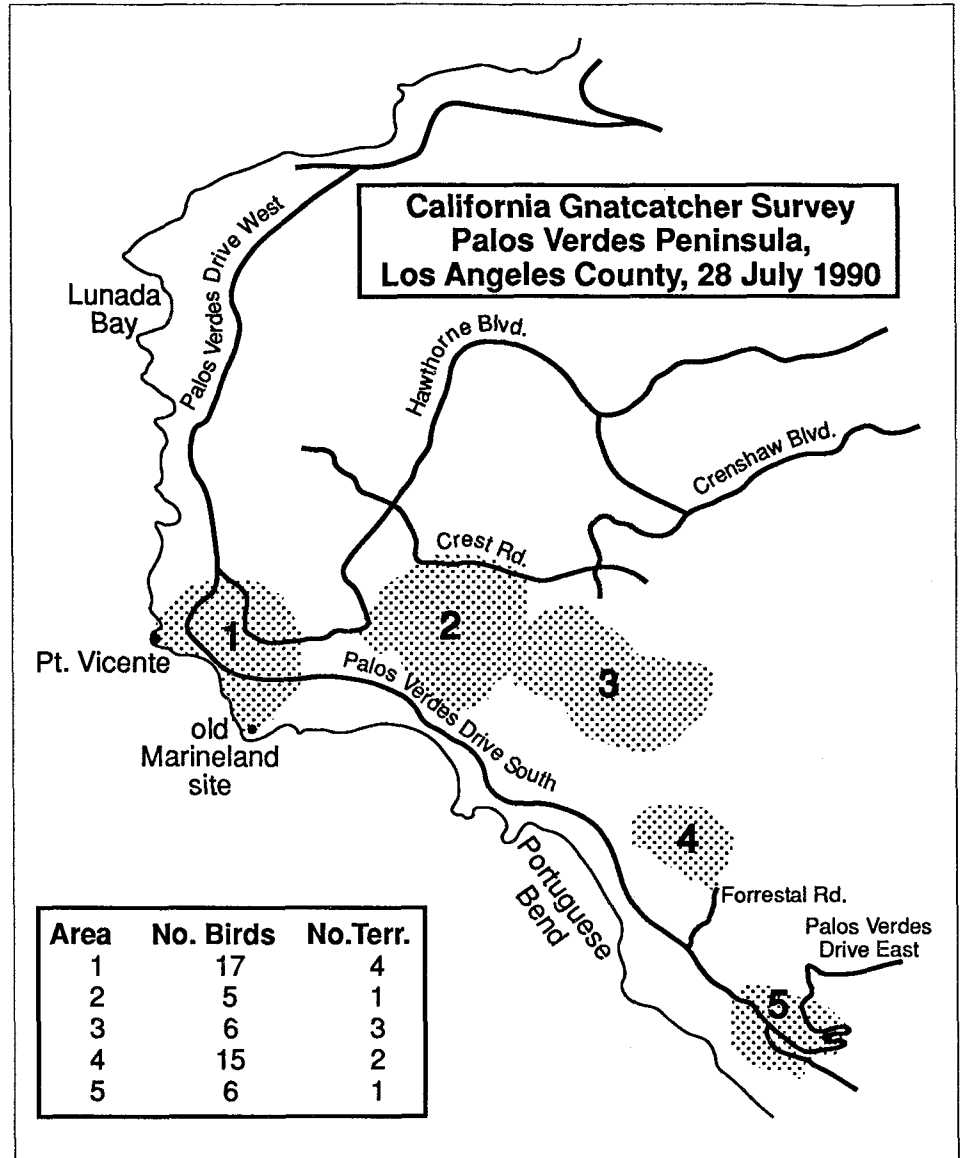 California Gnatcatcher Survey
Palos Verdes Peninsula,
Los Angeles County, 28 July 1990
Palos Verdes Drive West
Lunada
Bay
Hawthorne Blvd.
Crenshaw Blvd.
Crest Rd.
1
2
3
Pt. Vicente
Palos Verdes Drive South
old
Marineland
site
4
Portuguese
Bend
Forrestal Rd.
Palos Verdes
Drive East
5
Area No. Birds No.Terr.
1 17 4
2 5 1
3 6 3
4 15 2
5 6 1